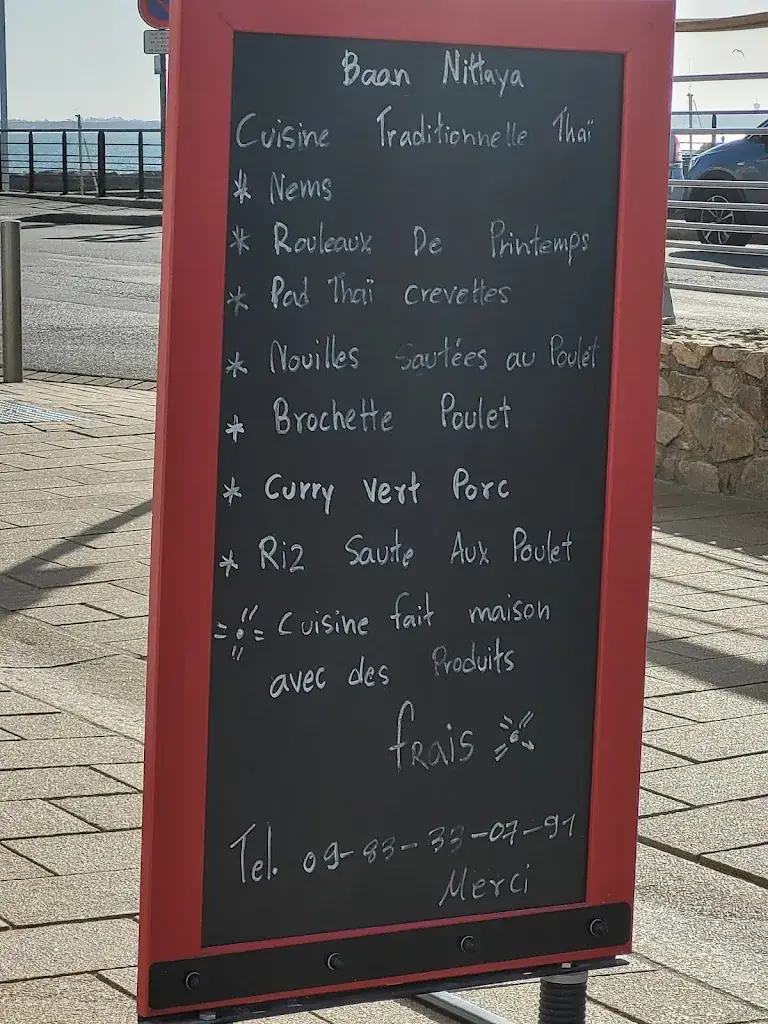 Baan Nittaya
Cuisine Traditionnelle Thaï
* Nems
* Rouleaux De Printemps
* Pad Thaï crevettes
* Nouilles Sautées au Poulet
* Brochette Poulet
* Curry vert Porc
* Riz Saute Aux Poulet
Cuisine fait maison
avec des Produits
frais
Tel. 09-83-33-07-91
Merci